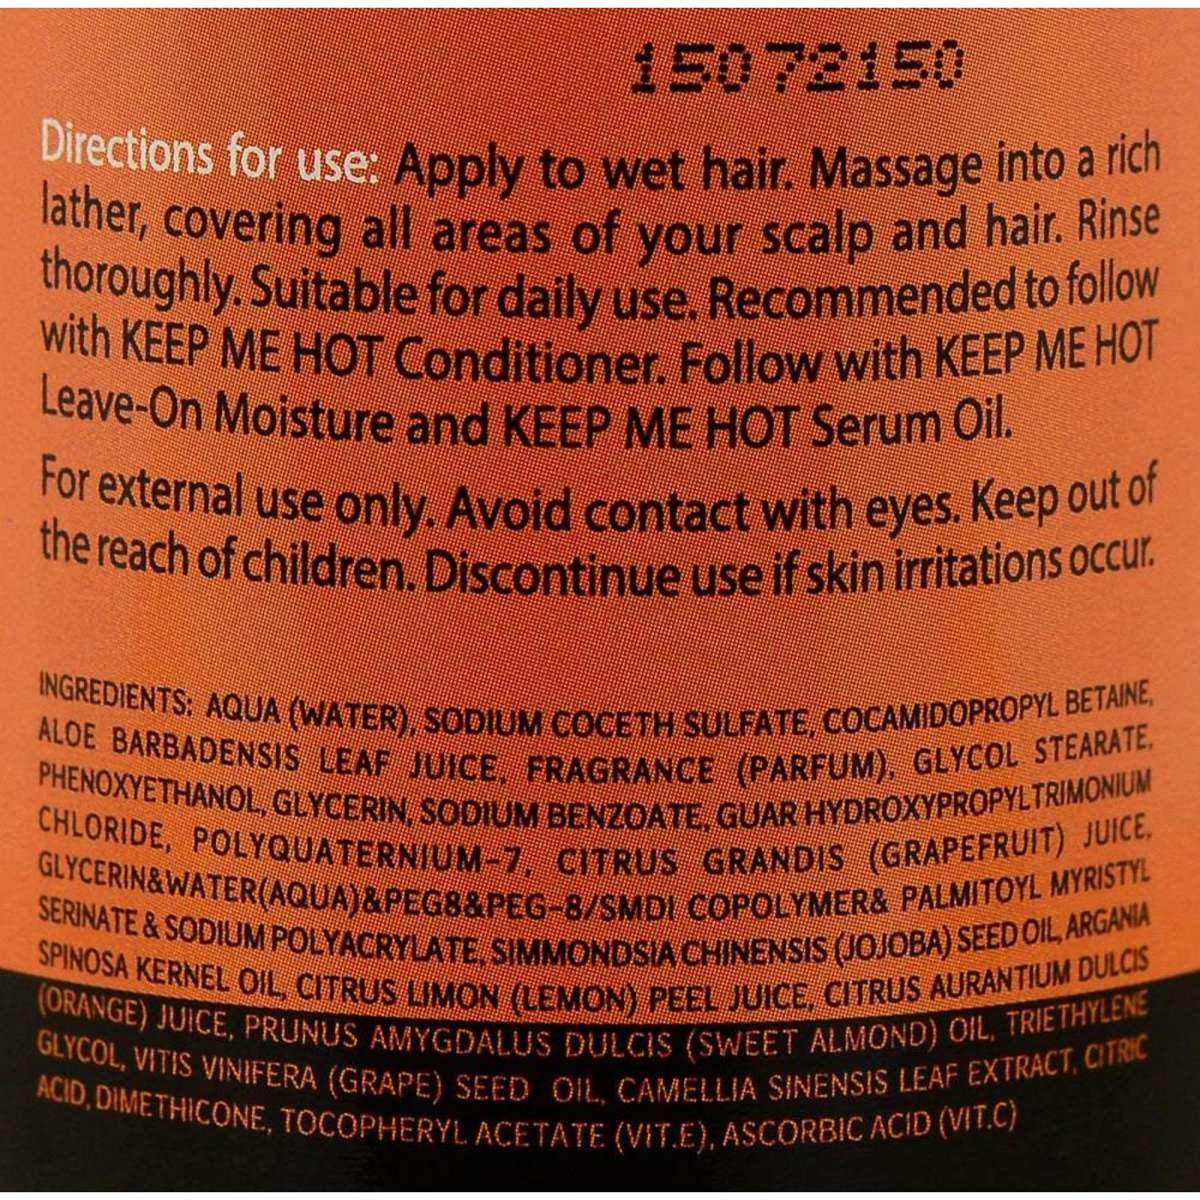 15072150
Directions for use: Apply to wet hair. Massage into a rich
lather, covering all areas of your scalp and hair. Rinse
thoroughly. Suitable for daily use. Recommended to follow
with KEEP ME HOT Conditioner. Follow with KEEP ME HOT
Leave-On Moisture and KEEP ME HOT Serum Oil.
For external use only. Avoid contact with eyes. Keep out of
the reach of children. Discontinue use if skin irritations occur.
INGREDIENTS: AQUA (WATER), SODIUM COCETH SULFATE, COCAMIDOPROPYL BETAINE,
ALOE BARBADENSIS LEAF JUICE, FRAGRANCE (PARFUM), GLYCOL STEARATE,
PHENOXYETHANOL, GLYCERIN, SODIUM BENZOATE, GUAR HYDROXYPROPYLTRIMONIUM
CHLORIDE, POLYQUATERNIUM-7, CITRUS GRANDIS (GRAPEFRUIT) JUICE,
GLYCERIN&WATER(AQUA)&PEG8&PEG-8/SMDI COPOLYMER& PALMITOYL MYRISTYL
SERINATE & SODIUM POLYACRYLATE, SIMMONDSIA CHINENSIS (JOJOBA) SEED OIL, ARGANIA
SPINOSA KERNEL OIL, CITRUS LIMON (LEMON) PEEL JUICE, CITRUS AURANTIUM DULCIS
(ORANGE) JUICE, PRUNUS AMYGDALUS DULCIS (SWEET ALMOND) OIL, TRIETHYLENE
GLYCOL, VITIS VINIFERA (GRAPE) SEED OIL, CAMELLIA SINENSIS LEAF EXTRACT, CITRIC
ACID, DIMETHICONE, TOCOPHERYL ACETATE (VIT.E), ASCORBIC ACID (VIT.C)